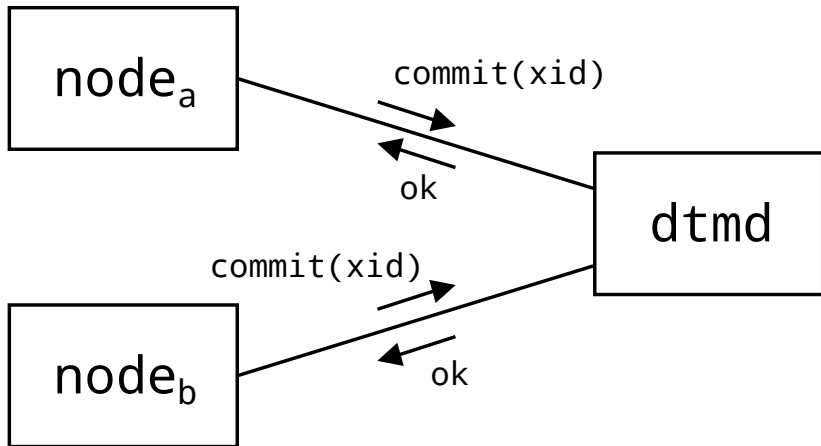 node_a
commit(xid)
ok
dtmd
commit(xid)
node_b
ok